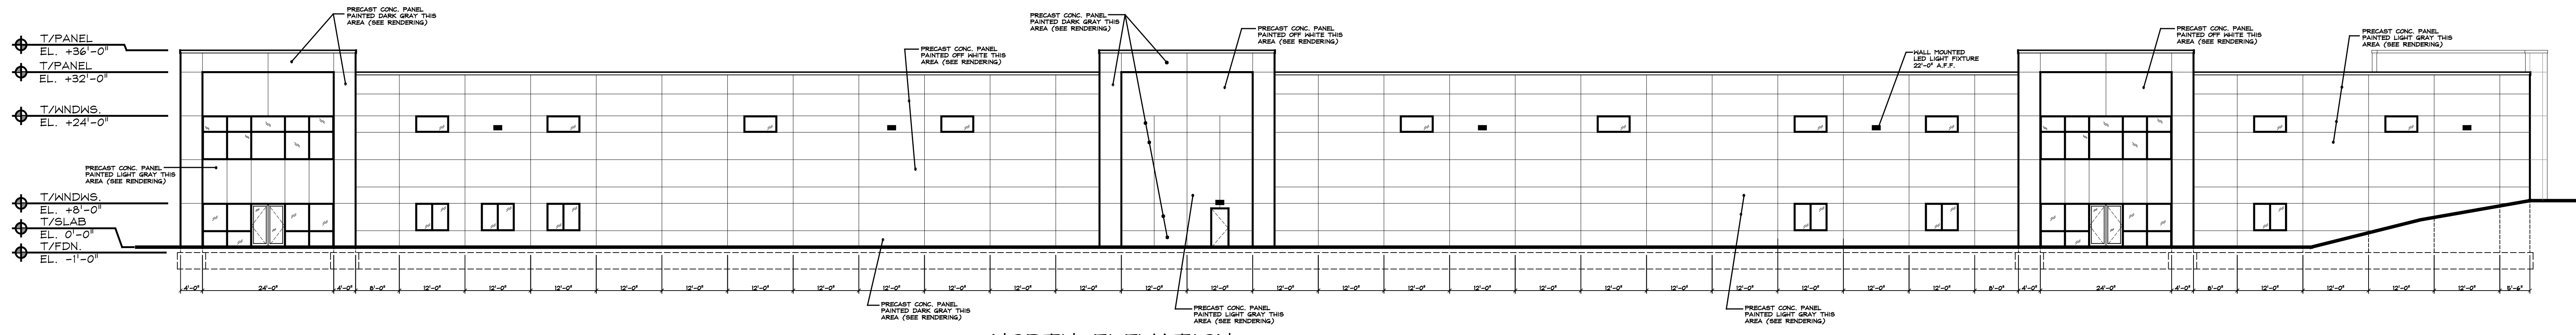 PRECAST CONC. PANEL
PAINTED DARK GRAY THIS
AREA (SEE RENDERING)
PRECAST CONC. PANEL
PAINTED DARK GRAY THIS
AREA (SEE RENDERING)
PRECAST CONC. PANEL
PAINTED OFF WHITE THIS
AREA (SEE RENDERING)
PRECAST CONC. PANEL
PAINTED OFF WHITE THIS
AREA (SEE RENDERING)
PRECAST CONC. PANEL
PAINTED LIGHT GRAY THIS
AREA (SEE RENDERING)
T/PANEL
EL. +36'-0"
PRECAST CONC. PANEL
PAINTED OFF WHITE THIS
AREA (SEE RENDERING)
WALL MOUNTED
LED LIGHT FIXTURE
22'-0" A.F.F.
T/PANEL
EL. +32'-0"
T/WNDWS.
EL. +24'-0"
PRECAST CONC. PANEL
PAINTED LIGHT GRAY THIS
AREA (SEE RENDERING)
T/WNDWS.
EL. +8'-0"
T/SLAB
EL. 0'-0"
T/FDN.
EL. -1'-0"
4'-0" 24'-0" 4'-0" 8'-0" 12'-0" 12'-0" 12'-0" 12'-0" 12'-0" 12'-0" 12'-0" 12'-0" 12'-0" 12'-0" 12'-0" 12'-0" 12'-0" 12'-0" 12'-0" 12'-0" 12'-0" 12'-0" 12'-0" 12'-0" 12'-0" 12'-0" 12'-0" 12'-0" 8'-0" 4'-0" 24'-0" 4'-0" 8'-0" 12'-0" 12'-0" 12'-0" 12'-0" 5'-6"
PRECAST CONC. PANEL
PAINTED DARK GRAY THIS
AREA (SEE RENDERING)
PRECAST CONC. PANEL
PAINTED LIGHT GRAY THIS
AREA (SEE RENDERING)
PRECAST CONC. PANEL
PAINTED LIGHT GRAY THIS
AREA (SEE RENDERING)